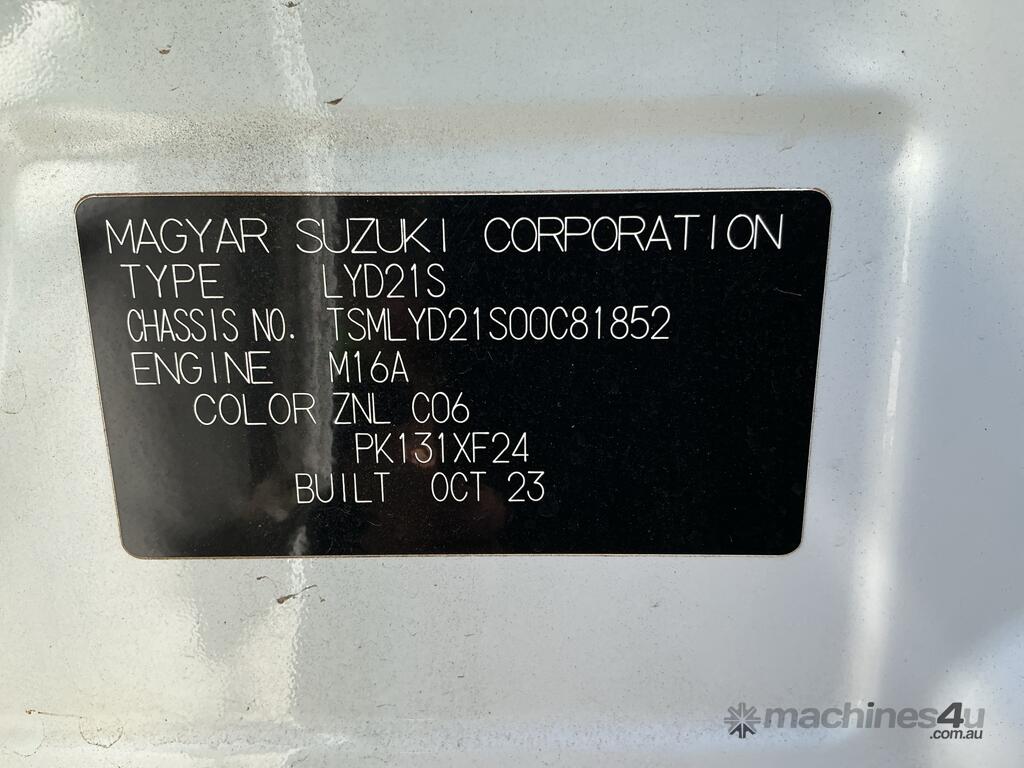 MAGYAR SUZUKI CORPORATION
TYPE LYD21S
CHASSIS NO. TSMLYD21S00C81852
ENGINE M16A
COLOR ZNL C06
PK131XF24
BUILT OCT 23
machines4u
.com.au